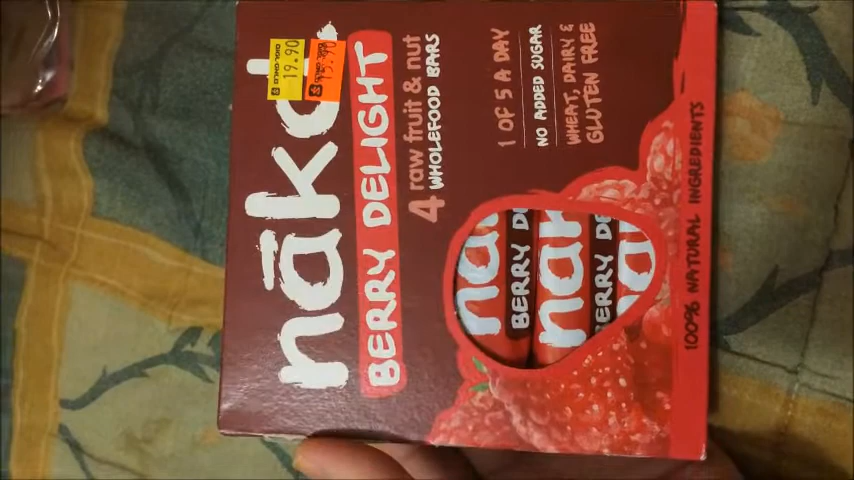 nākd
BERRY DELIGHT
4 raw fruit & nut
WHOLEFOOD BARS
1 OF 5 A DAY
NO ADDED SUGAR
WHEAT, DAIRY &
GLUTEN FREE
100% NATURAL INGREDIENTS
19.90
na
BERRY DE
nak
BERRY D
na